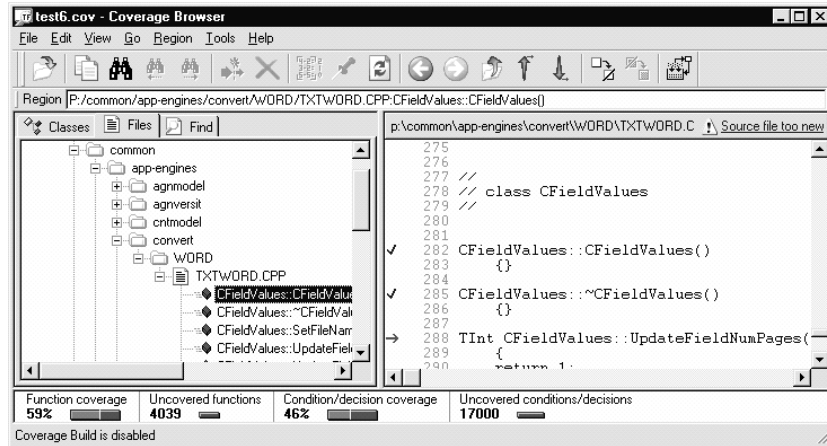 test6.cov - Coverage Browser
File Edit View Go Region Tools Help
Region P:/common/app-engines/convert/WORD/TXTWORD.CPP:CFieldValues::CFieldValues()
Classes Files Find
p:\common\app-engines\convert\WORD\TXTWORD.C Source file too new
common
app-engines
agnmodel
agnversit
cntmodel
convert
WORD
TXTWORD.CPP
CFieldValues::CFieldValue
CFieldValues::~CFieldValu
CFieldValues::SetFileNam
CFieldValues::UpdateFiel
275
276
277 //
278 // class CFieldValues
279 //
280
281
282 CFieldValues::CFieldValues()
283 {}
284
285 CFieldValues::~CFieldValues()
286 {}
287
288 TInt CFieldValues::UpdateFieldNumPages(
289 {
290 return 1;
Function coverage Uncovered functions Condition/decision coverage Uncovered conditions/decisions
59% 4039 46% 17000
Coverage Build is disabled